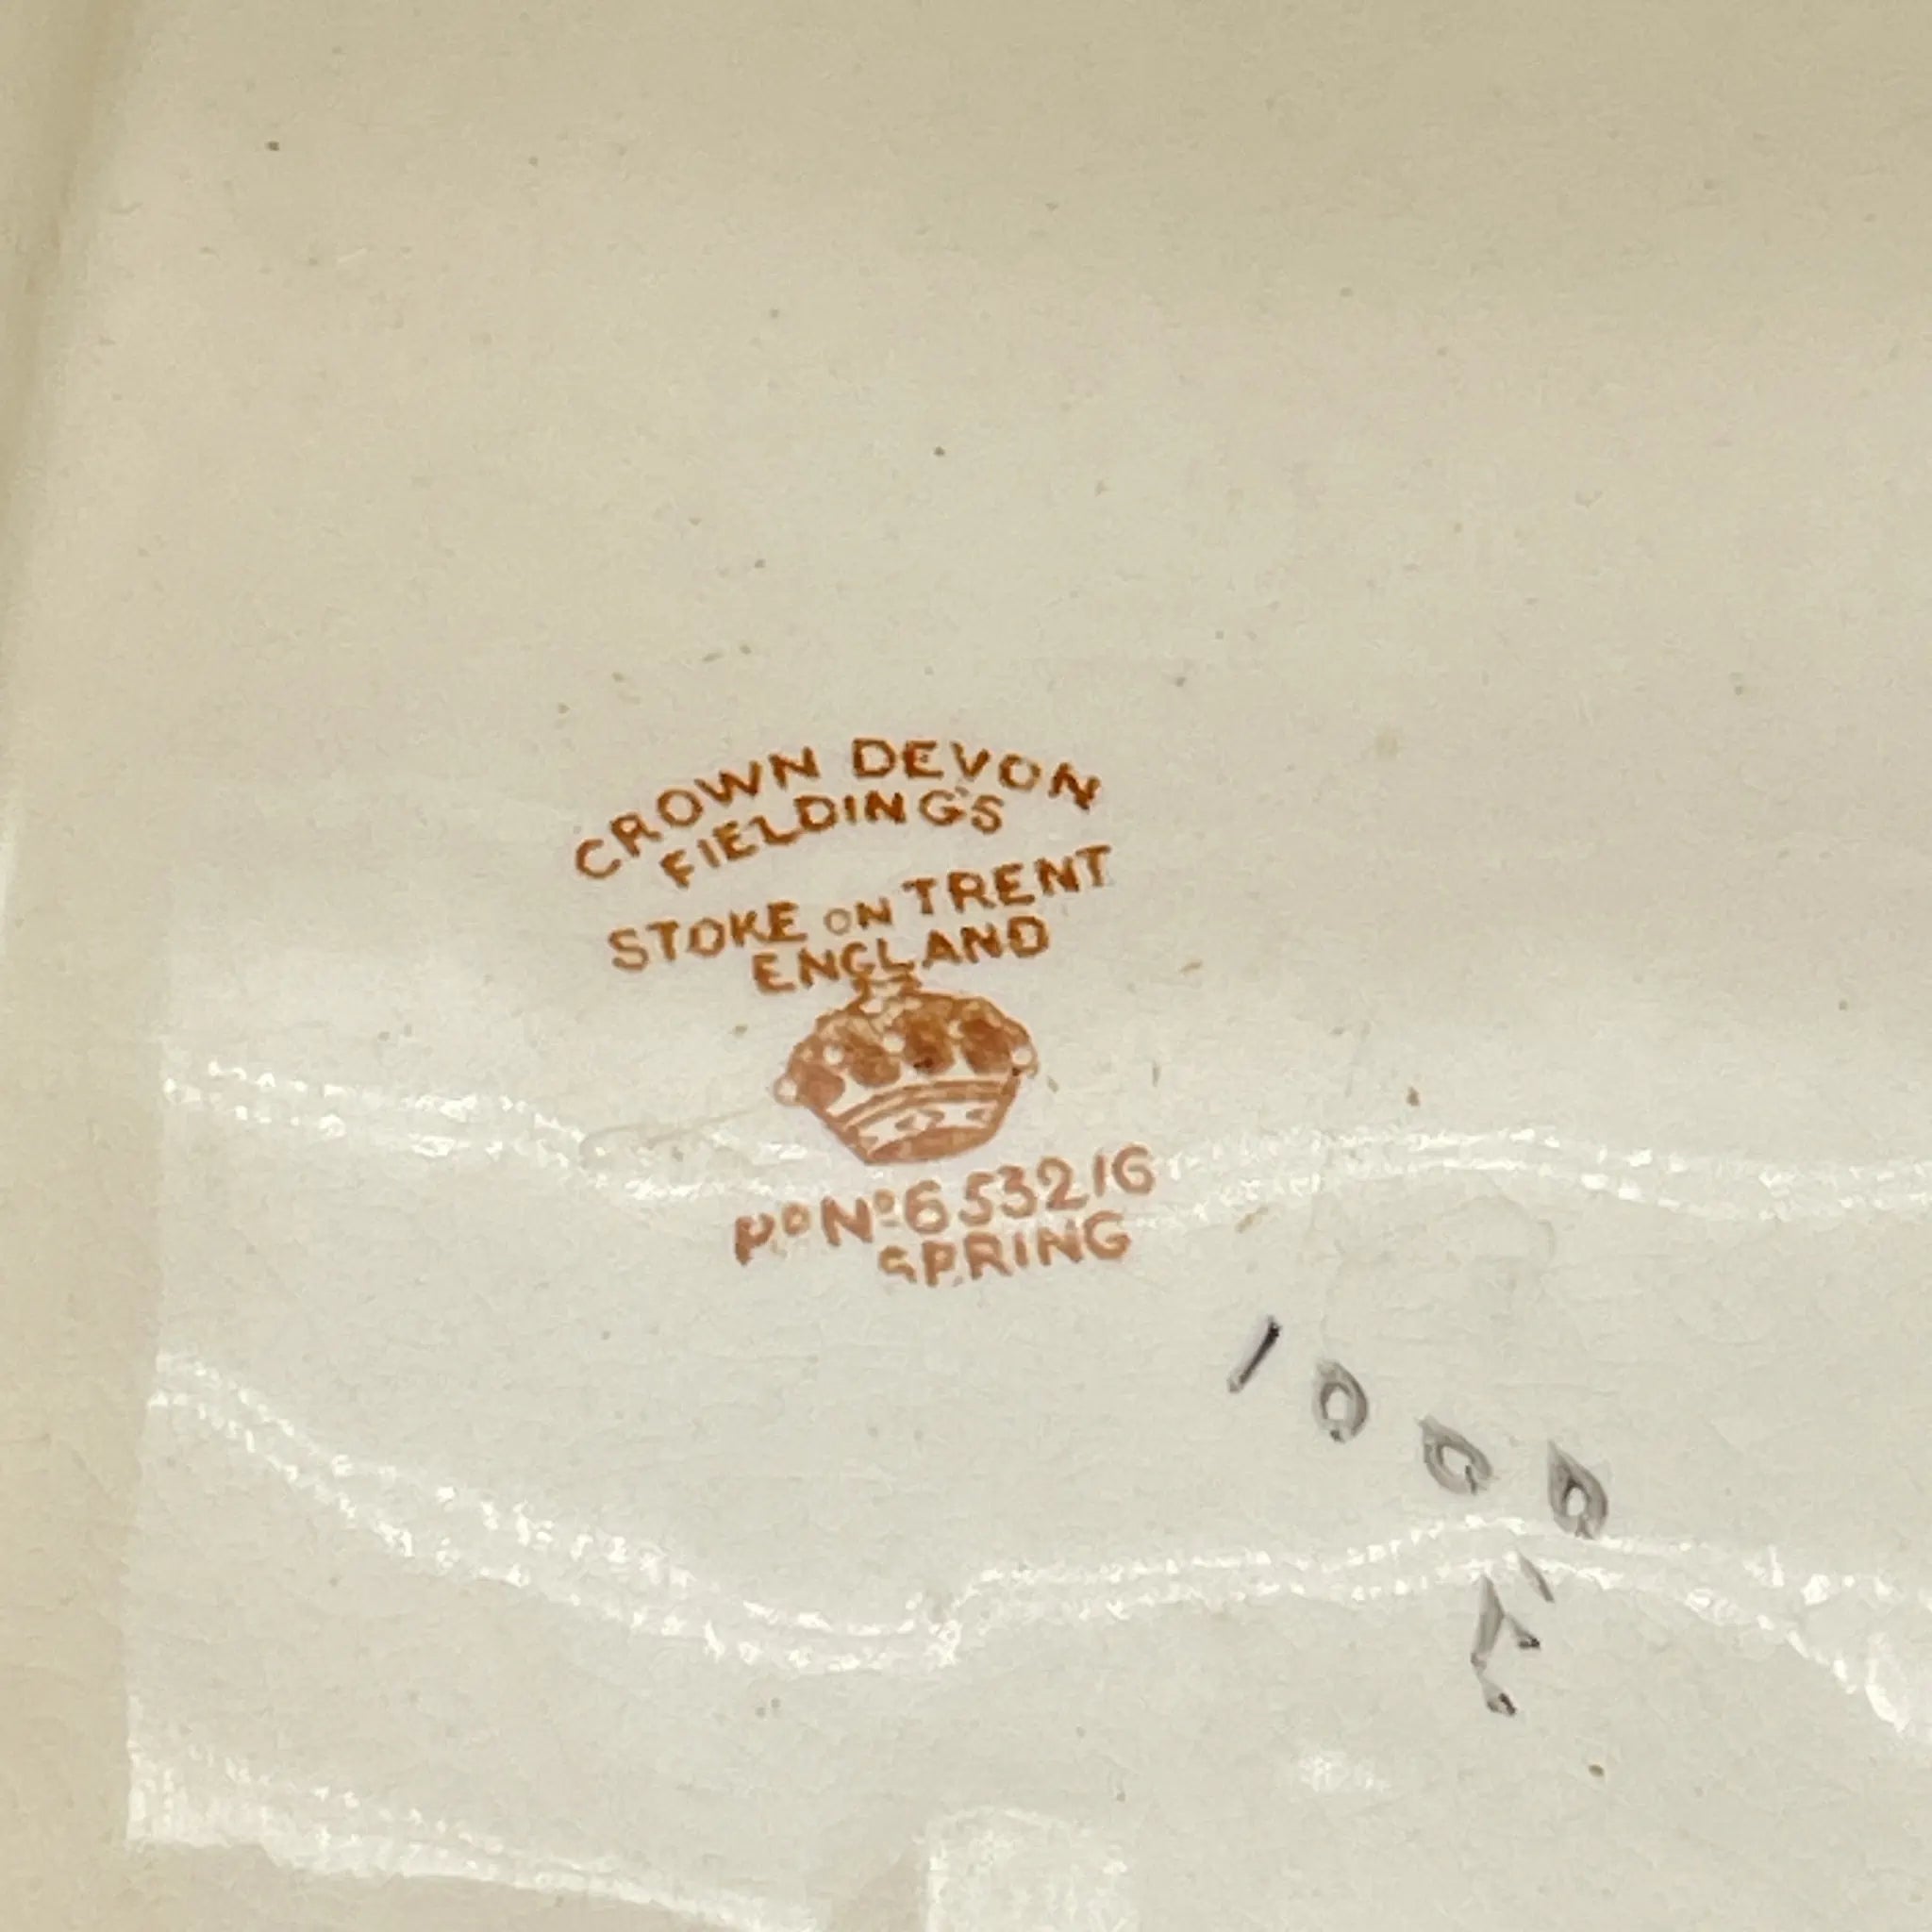 CROWN DEVON
FIELDING'S
STOKE ON TRENT
ENGLAND
Rᴰ Nº 653216
SPRING
1000